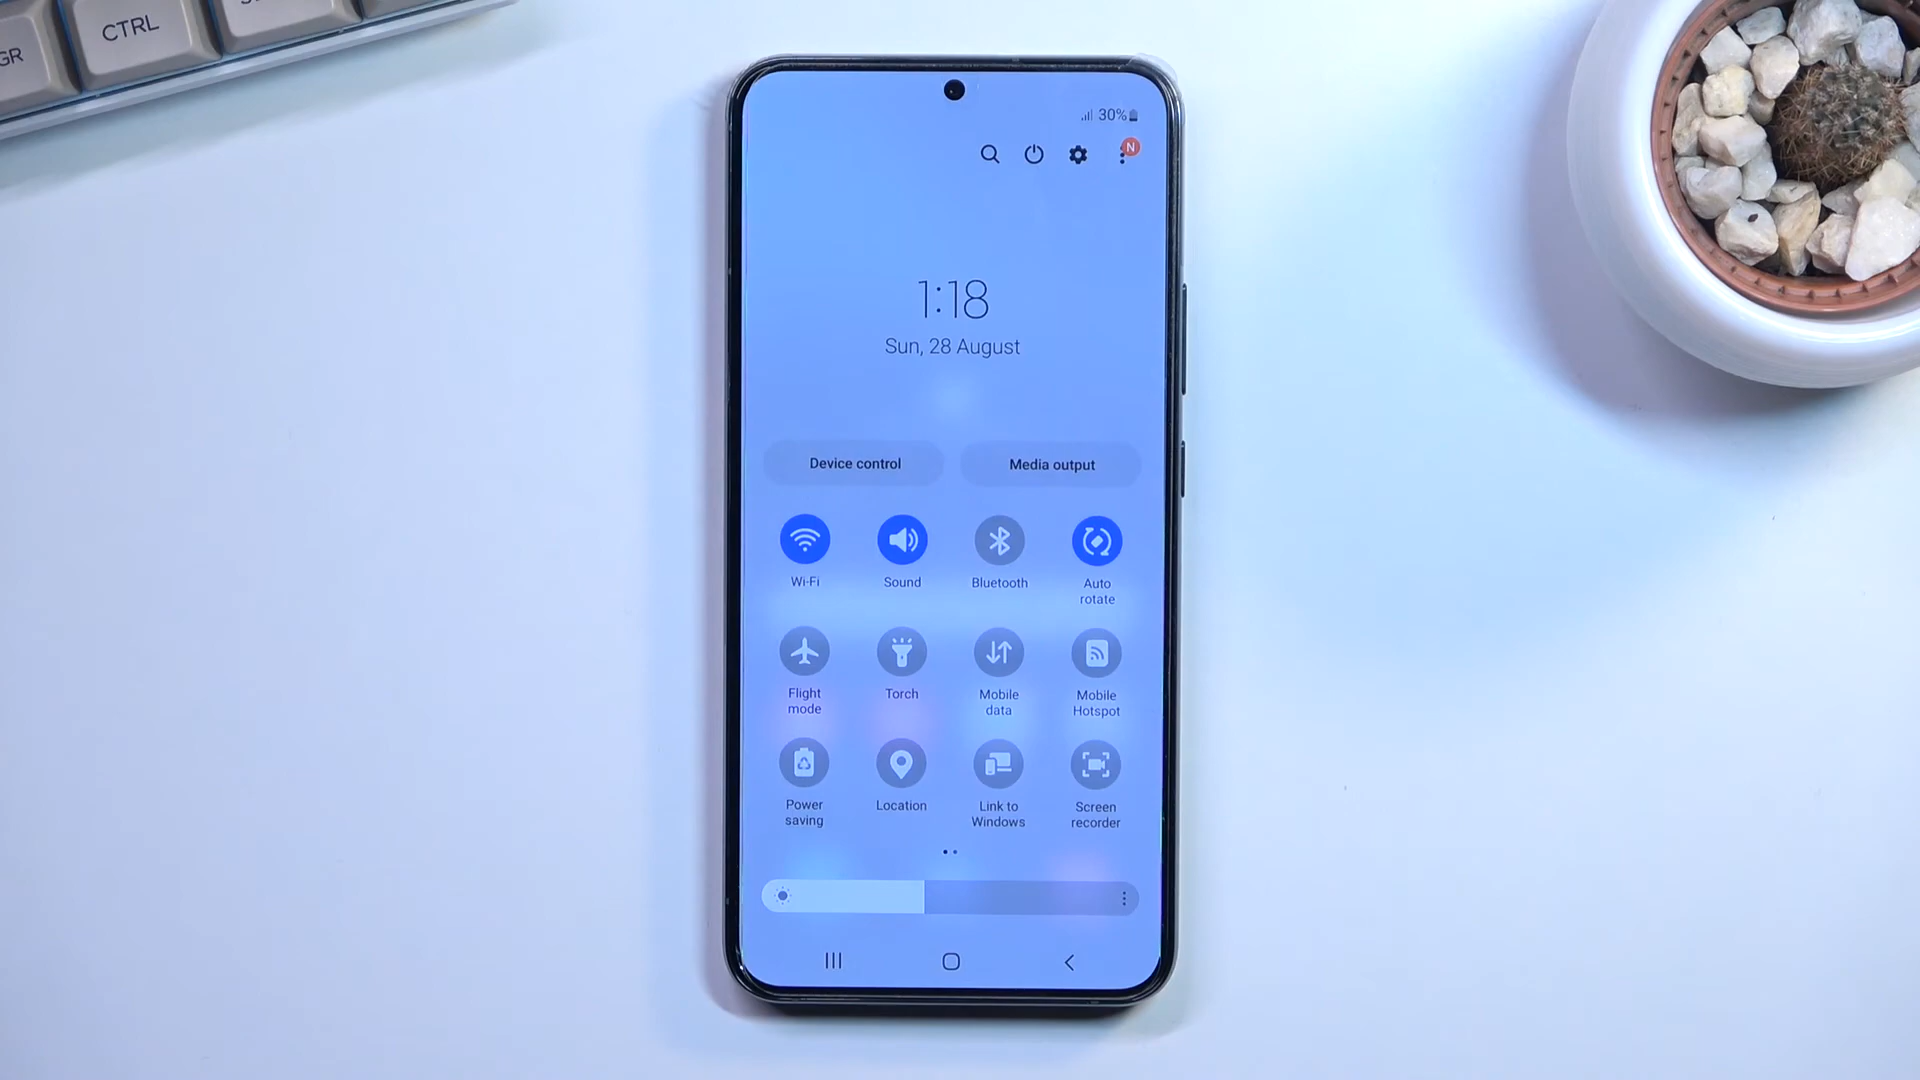 GR
CTRL
30%
N
1:18
Sun, 28 August
Device control
Media output
Wi-Fi
Sound
Bluetooth
Auto
rotate
Flight
mode
Torch
Mobile
data
Mobile
Hotspot
Power
saving
Location
Link to
Windows
Screen
recorder